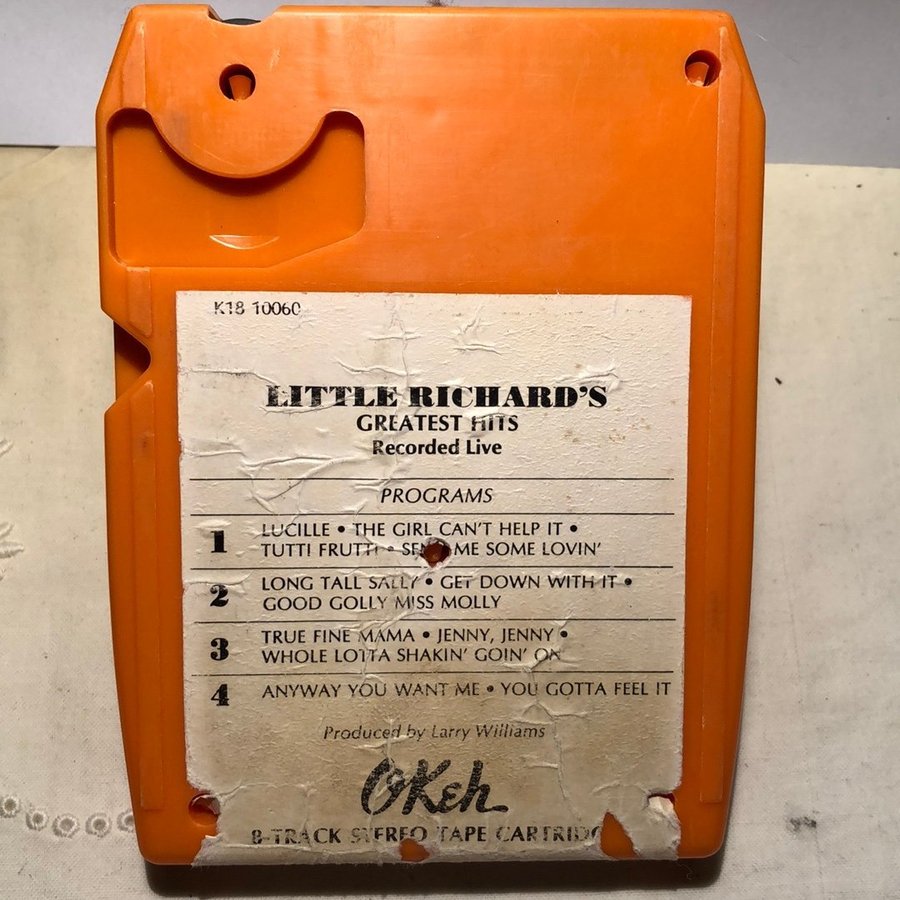 K18 10060
LITTLE RICHARD'S
GREATEST HITS
Recorded Live
PROGRAMS
1 LUCILLE • THE GIRL CAN'T HELP IT •
TUTTI FRUTTI • SEND ME SOME LOVIN'
2 LONG TALL SALLY • GET DOWN WITH IT •
GOOD GOLLY MISS MOLLY
3 TRUE FINE MAMA • JENNY, JENNY •
WHOLE LOTTA SHAKIN' GOIN' ON
4 ANYWAY YOU WANT ME • YOU GOTTA FEEL IT
Produced by Larry Williams
OKeh
8-TRACK STEREO TAPE CARTRIDG